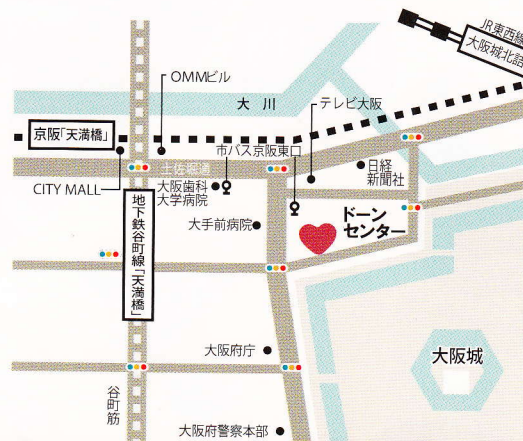 JR東西線
大阪城北詰
OMMビル
大川
テレビ大阪
京阪「天満橋」
市バス京阪東口
土佐堀通
日経
新聞社
CITY MALL
大阪歯科
大学病院
地下鉄谷町線「天満橋」
大手前病院
ドーン
センター
大阪府庁
大阪城
谷町筋
大阪府警察本部